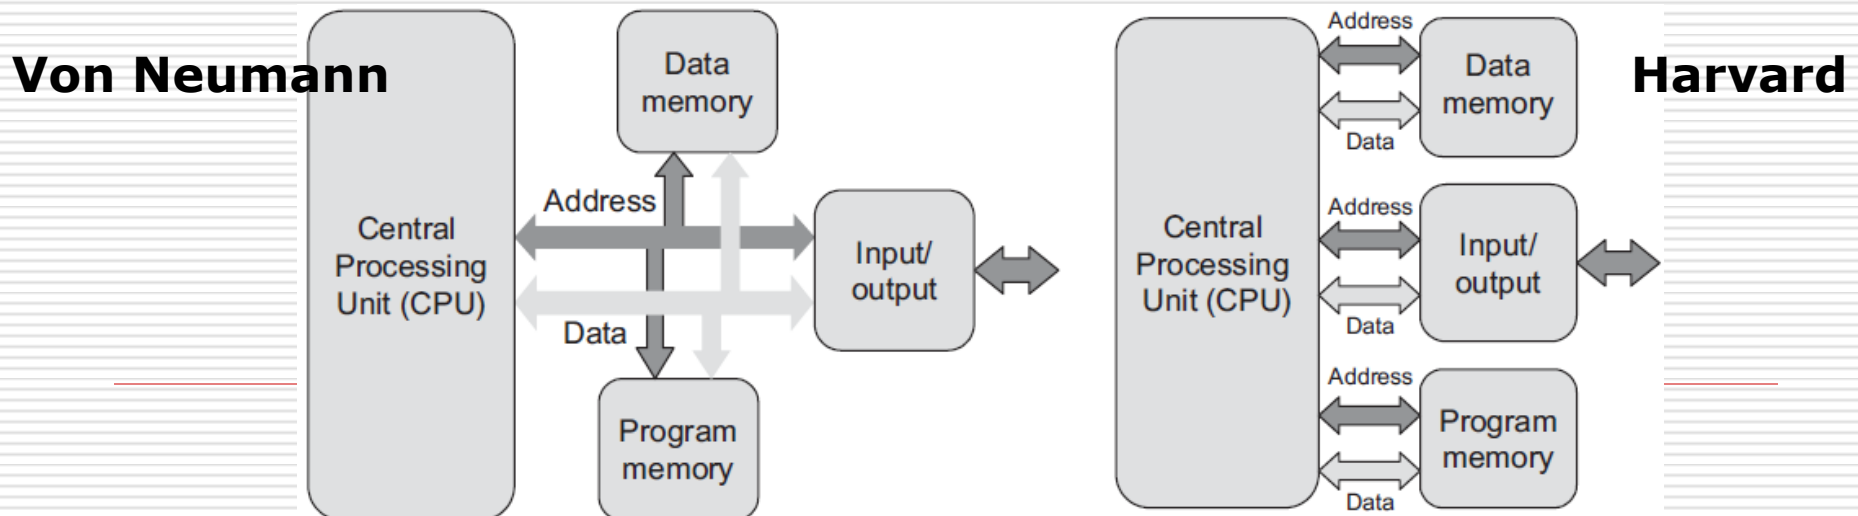 Von Neumann
Central
Processing
Unit (CPU)
Data
memory
Address
Data
Input/
output
Program
memory
Harvard
Central
Processing
Unit (CPU)
Address
Data
Data
memory
Address
Data
Input/
output
Address
Data
Program
memory